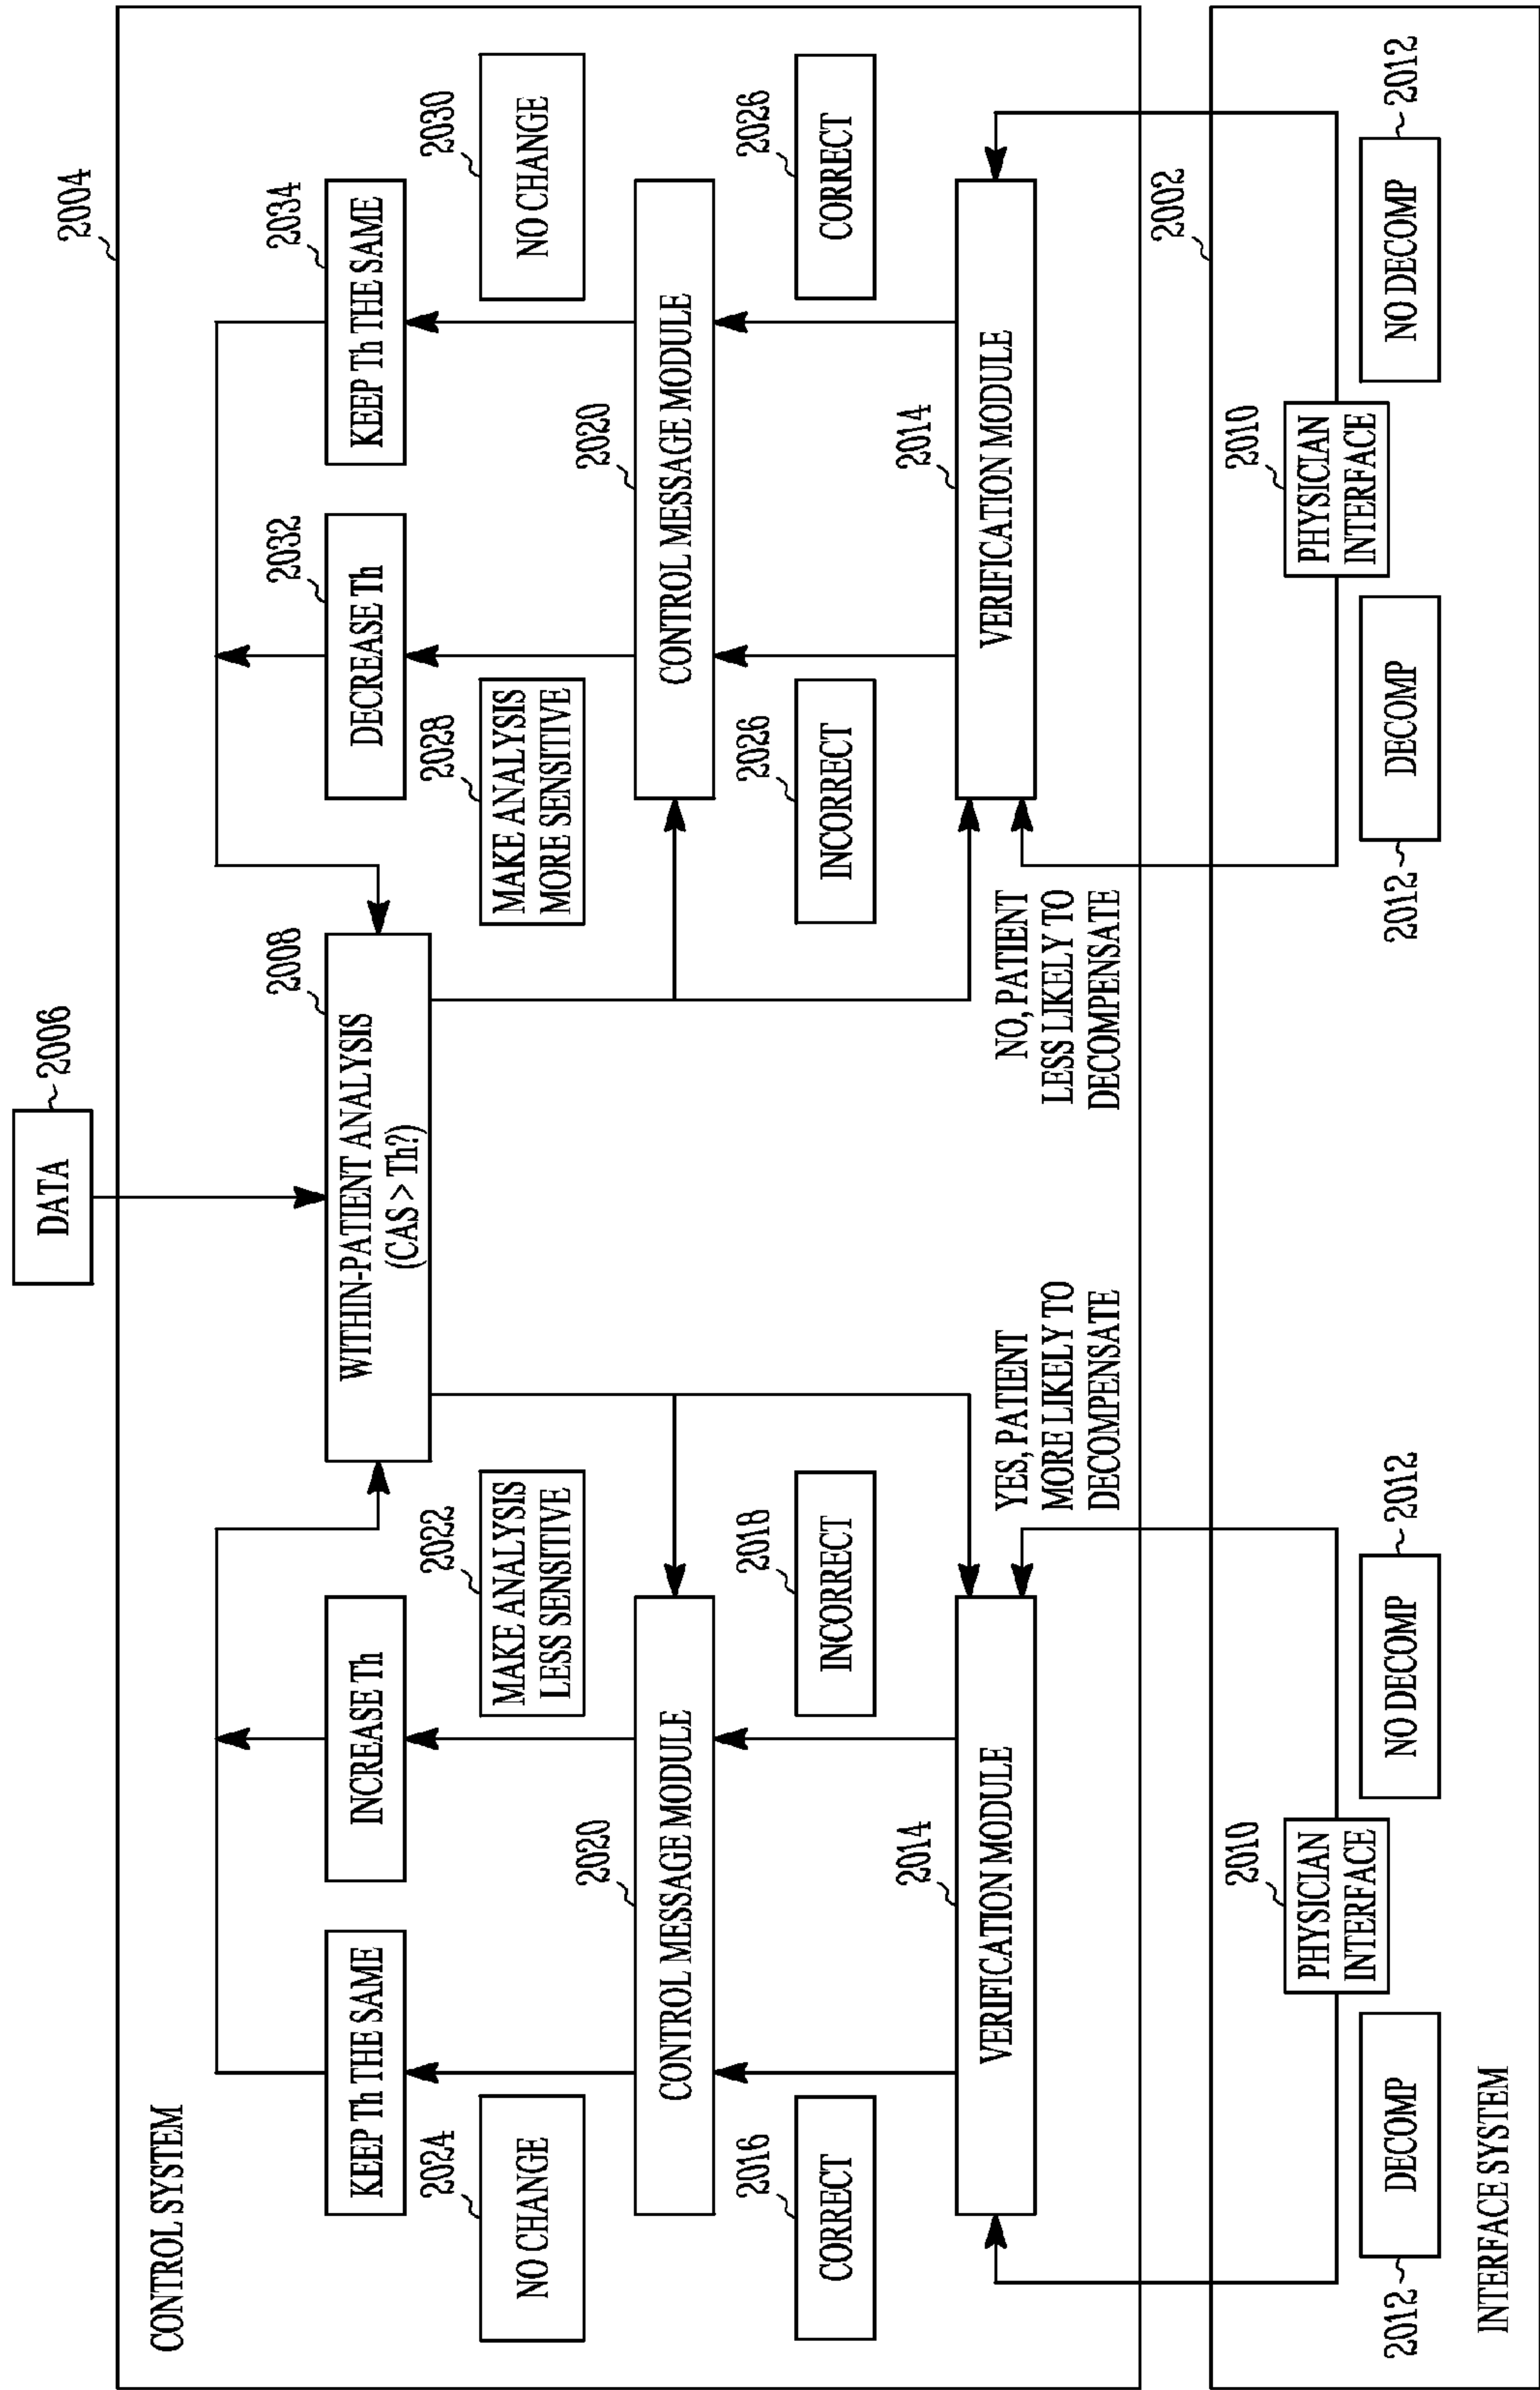 DATA
2006
2004
CONTROL SYSTEM
2008
WITHIN-PATIENT ANALYSIS
(CAS > Th?)
KEEP Th THE SAME
INCREASE Th
2032
DECREASE Th
2034
KEEP Th THE SAME
2024
NO CHANGE
2022
MAKE ANALYSIS
LESS SENSITIVE
2028
MAKE ANALYSIS
MORE SENSITIVE
2030
NO CHANGE
2020
CONTROL MESSAGE MODULE
2020
CONTROL MESSAGE MODULE
2016
CORRECT
2018
INCORRECT
2026
INCORRECT
2026
CORRECT
2014
VERIFICATION MODULE
2014
VERIFICATION MODULE
YES, PATIENT
MORE LIKELY TO
DECOMPENSATE
NO, PATIENT
LESS LIKELY TO
DECOMPENSATE
2002
2010
PHYSICIAN
INTERFACE
2010
PHYSICIAN
INTERFACE
2012
DECOMP
NO DECOMP
2012
2012
DECOMP
NO DECOMP
2012
INTERFACE SYSTEM